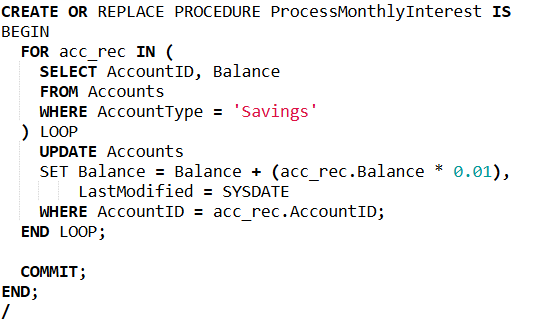 CREATE OR REPLACE PROCEDURE ProcessMonthlyInterest IS
BEGIN
  FOR acc_rec IN (
    SELECT AccountID, Balance
    FROM Accounts
    WHERE AccountType = 'Savings'
  ) LOOP
    UPDATE Accounts
    SET Balance = Balance + (acc_rec.Balance * 0.01),
        LastModified = SYSDATE
    WHERE AccountID = acc_rec.AccountID;
  END LOOP;

  COMMIT;
END;
/